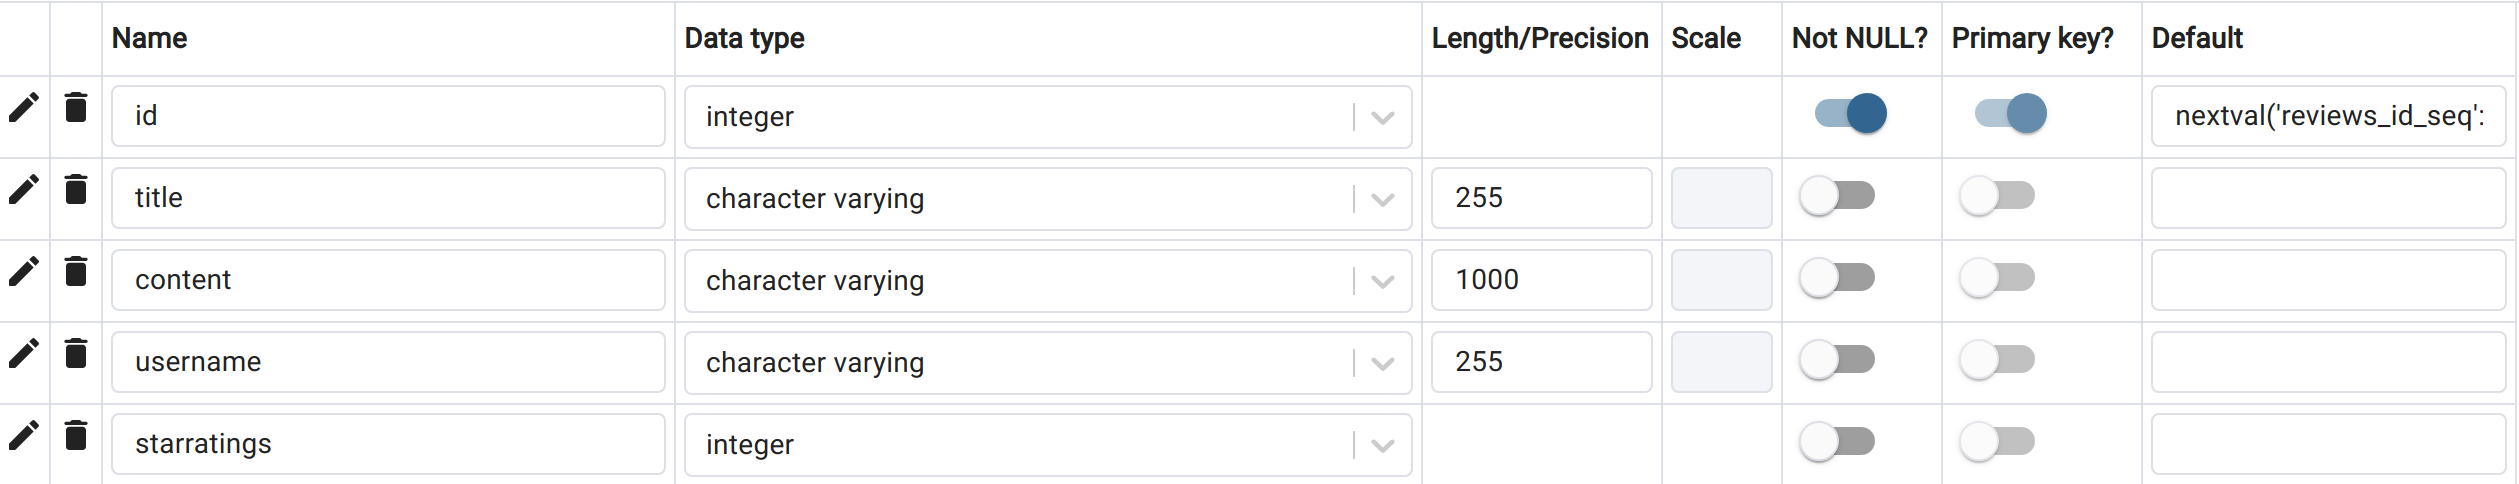 Name Data type Length/Precision Scale Not NULL? Primary key? Default
id integer nextval('reviews_id_seq':
title character varying 255
content character varying 1000
username character varying 255
starratings integer